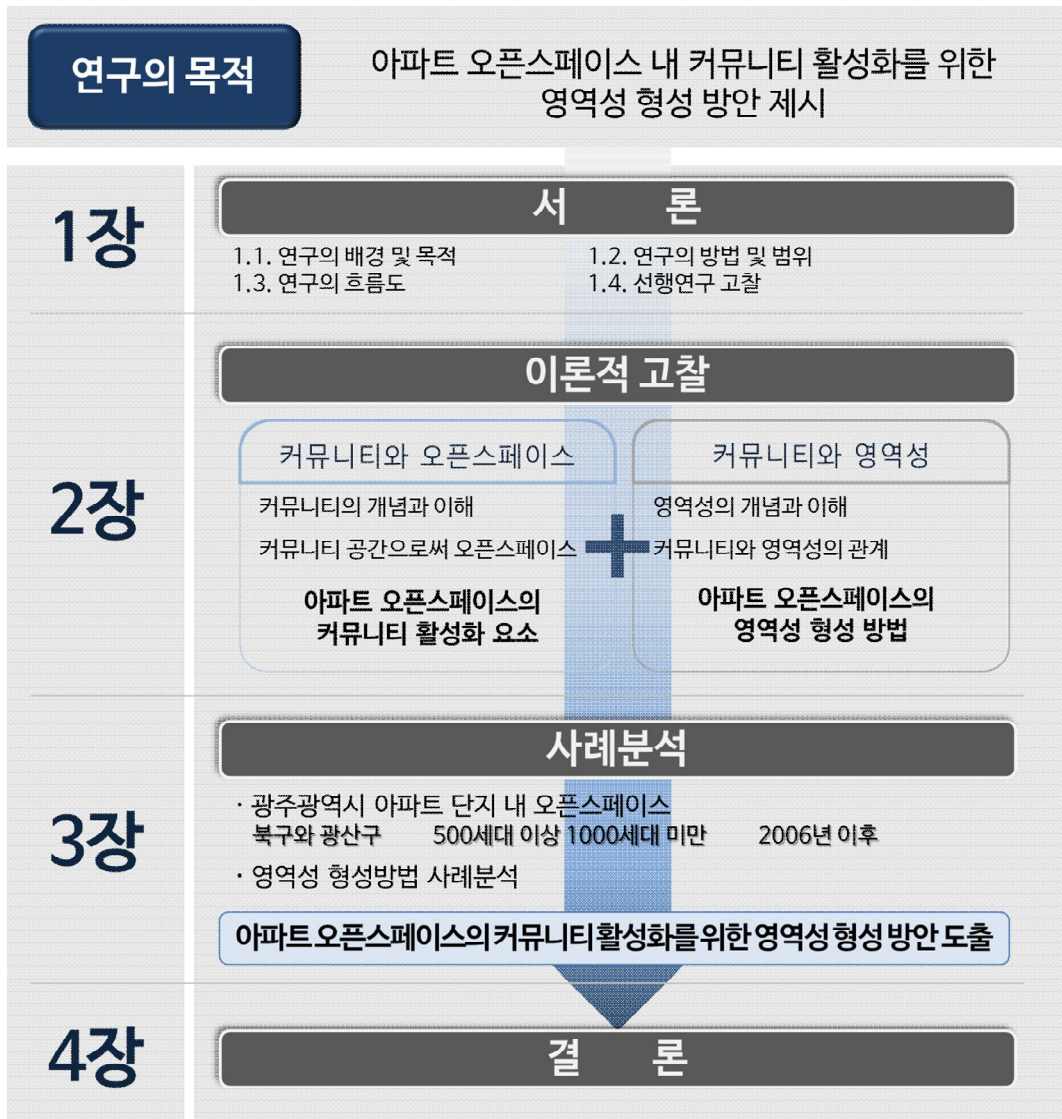 연구의 목적
아파트 오픈스페이스 내 커뮤니티 활성화를 위한
영역성 형성 방안 제시
1장
서 론
1.1. 연구의 배경 및 목적
1.2. 연구의 방법 및 범위
1.3. 연구의 흐름도
1.4. 선행연구 고찰
2장
이론적 고찰
커뮤니티와 오픈스페이스
커뮤니티의 개념과 이해
커뮤니티 공간으로써 오픈스페이스
아파트 오픈스페이스의
커뮤니티 활성화 요소
+
커뮤니티와 영역성
영역성의 개념과 이해
커뮤니티와 영역성의 관계
아파트 오픈스페이스의
영역성 형성 방법
3장
사례분석
· 광주광역시 아파트 단지 내 오픈스페이스
북구와 광산구 500세대 이상 1000세대 미만 2006년 이후
· 영역성 형성방법 사례분석
아파트 오픈스페이스의 커뮤니티 활성화를 위한 영역성 형성 방안 도출
4장
결 론